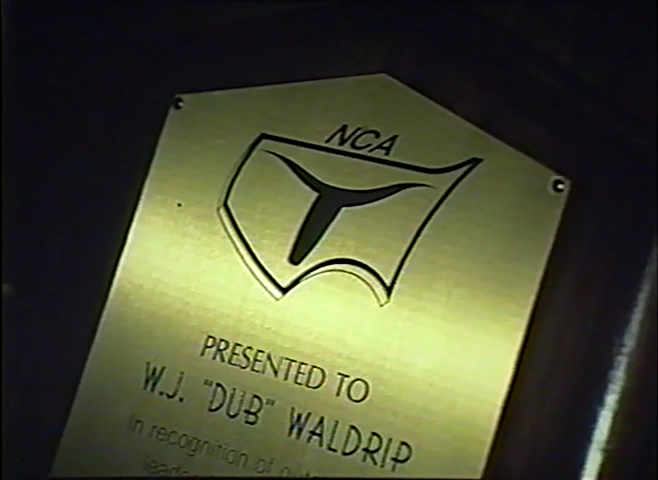 NCA
PRESENTED TO
W.J. "DUB" WALDRIP
In recognition of